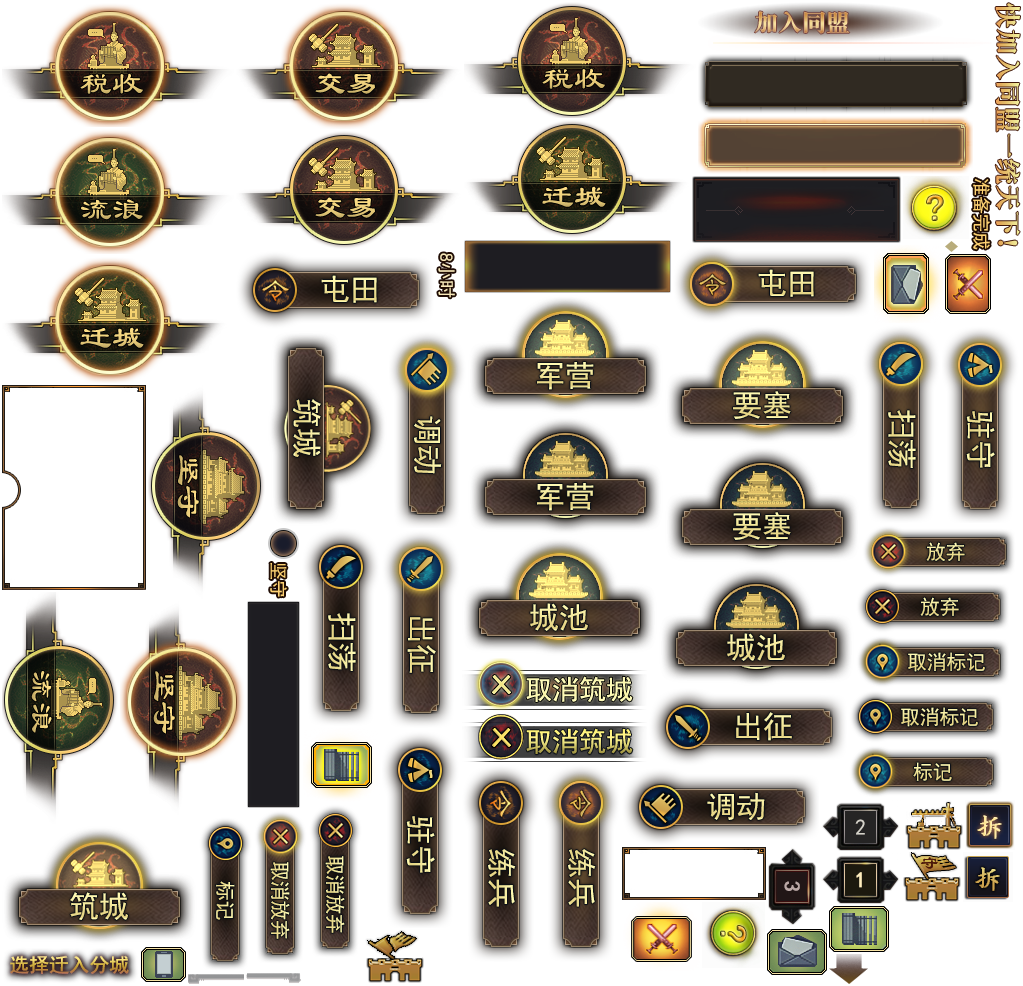 税收
交易
税收
加入同盟
快加入同盟一统天下！
流浪
交易
迁城
准备完成
?
迁城
8小时
令
屯田
令
屯田
筑城
调动
军营
要塞
扫荡
驻守
坚守
军营
要塞
放弃
坚守
扫荡
出征
城池
城池
放弃
取消标记
流浪
坚守
取消筑城
取消筑城
出征
取消标记
标记
驻守
令
练兵
令
练兵
调动
2
拆
筑城
标记
取消放弃
取消放弃
3
1
守
拆
?
选择迁入分城